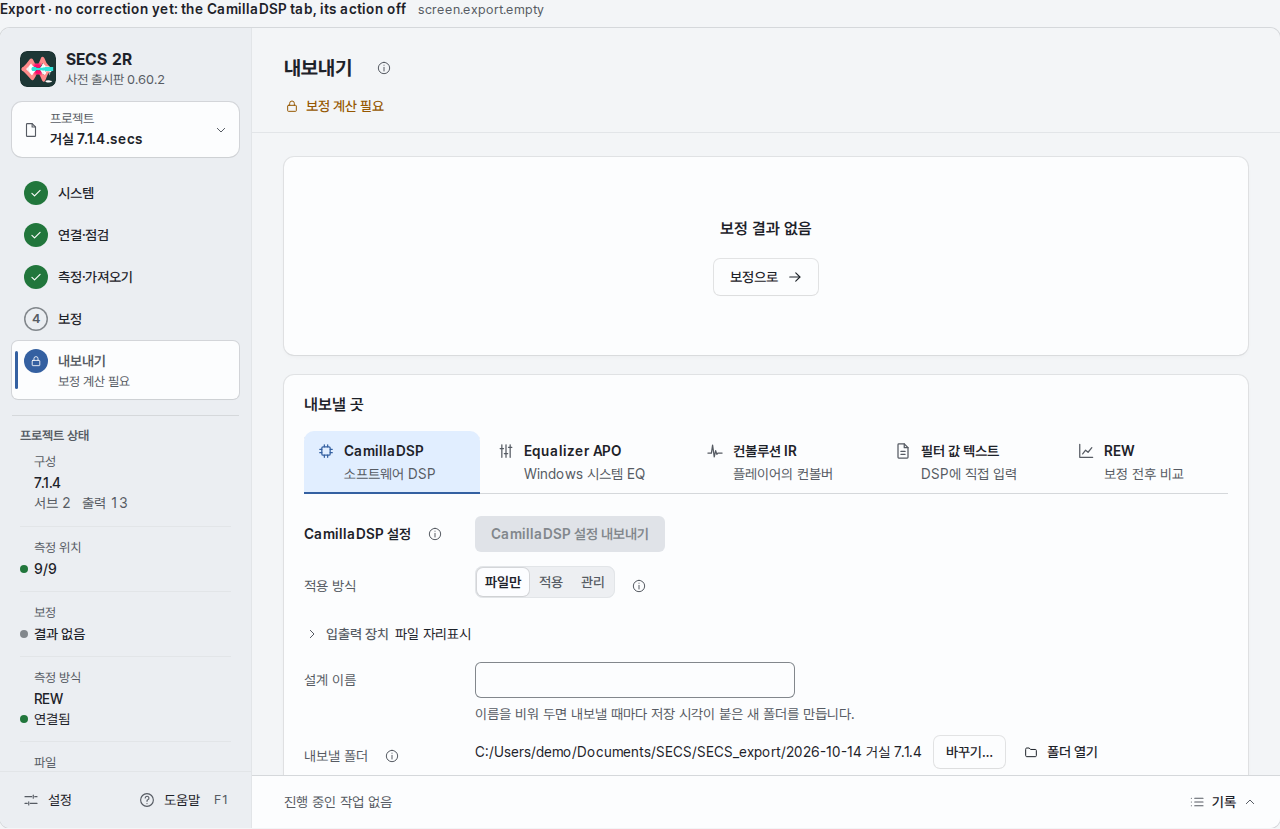 Export · no correction yet: the CamillaDSP tab, its action off screen.export.empty
SECS 2R
사전 출시판 0.60.2
프로젝트
거실 7.1.4.secs
시스템
연결·점검
측정·가져오기
4 보정
내보내기
보정 계산 필요
프로젝트 상태
구성
7.1.4
서브 2 출력 13
측정 위치
9/9
보정
결과 없음
측정 방식
REW
연결됨
파일
설정
도움말 F1
내보내기
보정 계산 필요
보정 결과 없음
보정으로
내보낼 곳
CamillaDSP
소프트웨어 DSP
Equalizer APO
Windows 시스템 EQ
컨볼루션 IR
플레이어의 컨볼버
필터 값 텍스트
DSP에 직접 입력
REW
보정 전후 비교
CamillaDSP 설정
CamillaDSP 설정 내보내기
적용 방식
파일만 적용 관리
입출력 장치 파일 자리표시
설계 이름
이름을 비워 두면 내보낼 때마다 저장 시각이 붙은 새 폴더를 만듭니다.
내보낼 폴더
C:/Users/demo/Documents/SECS/SECS_export/2026-10-14 거실 7.1.4
바꾸기...
폴더 열기
진행 중인 작업 없음
기록